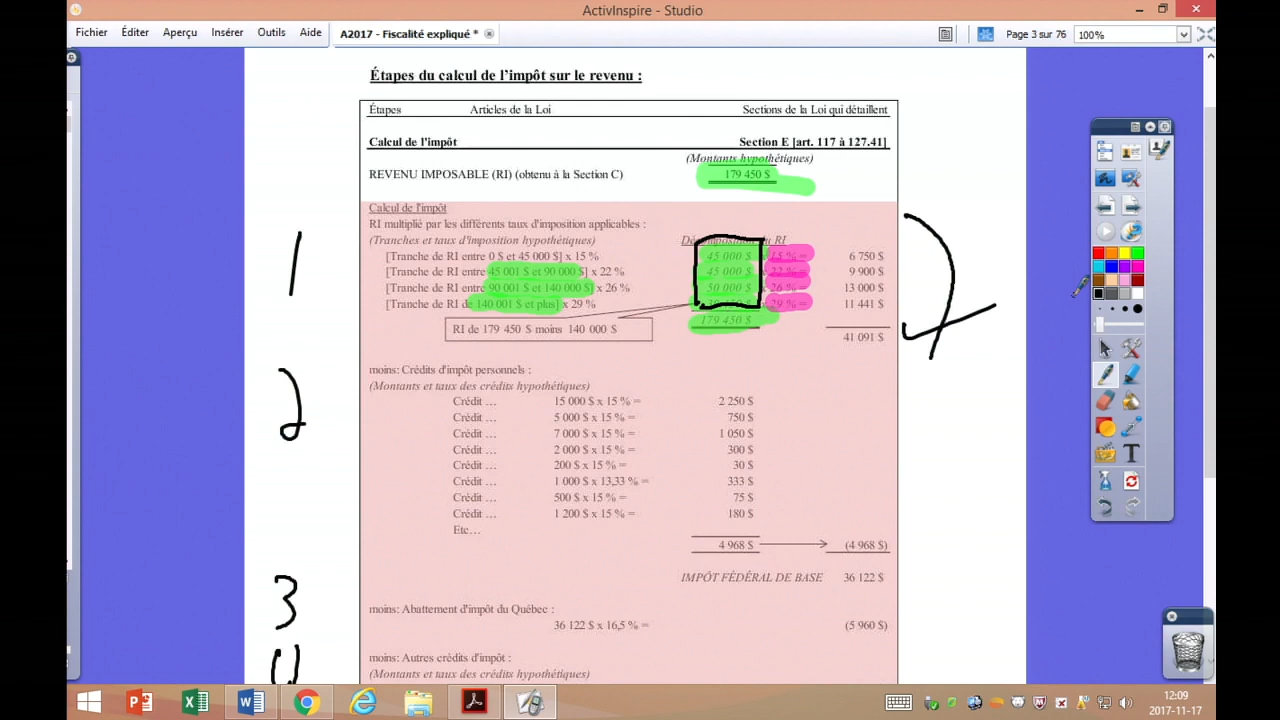 ActivInspire - Studio
Fichier Éditer Aperçu Insérer Outils Aide A2017 - Fiscalité expliqué * Page 3 sur 76 100%
Étapes du calcul de l'impôt sur le revenu :
Étapes Articles de la Loi Sections de la Loi qui détaillent
Calcul de l'impôt Section E [art. 117 à 127.41]
(Montants hypothétiques)
REVENU IMPOSABLE (RI) (obtenu à la Section C) 179 450 $
Calcul de l'impôt
RI multiplié par les différents taux d'imposition applicables :
(Tranches et taux d'imposition hypothétiques) RI
[Tranche de RI entre 0 $ et 45 000 $] x 15 % 45 000 $ 15 % = 6 750 $
[Tranche de RI entre 45 001 $ et 90 000 $] x 22 % 45 000 $ x 22 % = 9 900 $
[Tranche de RI entre 90 001 $ et 140 000 $] x 26 % 50 000 $ x 26 % = 13 000 $
[Tranche de RI de 140 001 $ et plus] x 29 % x 29 % = 11 441 $
1
179 450 $
RI de 179 450 $ moins 140 000 $
41 091 $
moins: Crédits d'impôt personnels :
(Montants et taux des crédits hypothétiques)
Crédit … 15 000 $ x 15 % = 2 250 $
Crédit … 5 000 $ x 15 % = 750 $
2
Crédit … 7 000 $ x 15 % = 1 050 $
Crédit … 2 000 $ x 15 % = 300 $
Crédit … 200 $ x 15 % = 30 $
Crédit … 1 000 $ x 13,33 % = 333 $
Crédit … 500 $ x 15 % = 75 $
Crédit … 1 200 $ x 15 % = 180 $
Etc…
4 968 $ (4 968 $)
IMPÔT FÉDÉRAL DE BASE 36 122 $
3
moins: Abattement d'impôt du Québec :
36 122 $ x 16,5 % = (5 960 $)
moins: Autres crédits d'impôt :
(Montants et taux des crédits hypothétiques)
12:09
2017-11-17